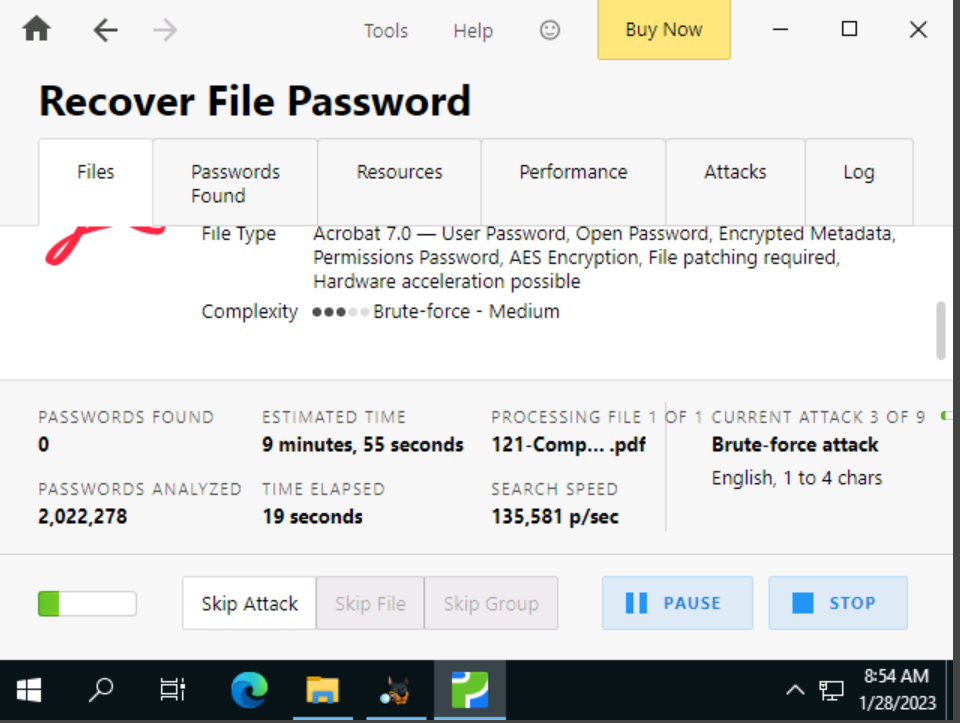 Tools Help Buy Now
Recover File Password
Files Passwords Found Resources Performance Attacks Log
File Type Acrobat 7.0 — User Password, Open Password, Encrypted Metadata,
Permissions Password, AES Encryption, File patching required,
Hardware acceleration possible
Complexity Brute-force - Medium
PASSWORDS FOUND ESTIMATED TIME PROCESSING FILE 1 OF 1 CURRENT ATTACK 3 OF 9
0 9 minutes, 55 seconds 121-Comp... .pdf Brute-force attack
English, 1 to 4 chars
PASSWORDS ANALYZED TIME ELAPSED SEARCH SPEED
2,022,278 19 seconds 135,581 p/sec
Skip Attack Skip File Skip Group PAUSE STOP
8:54 AM
1/28/2023